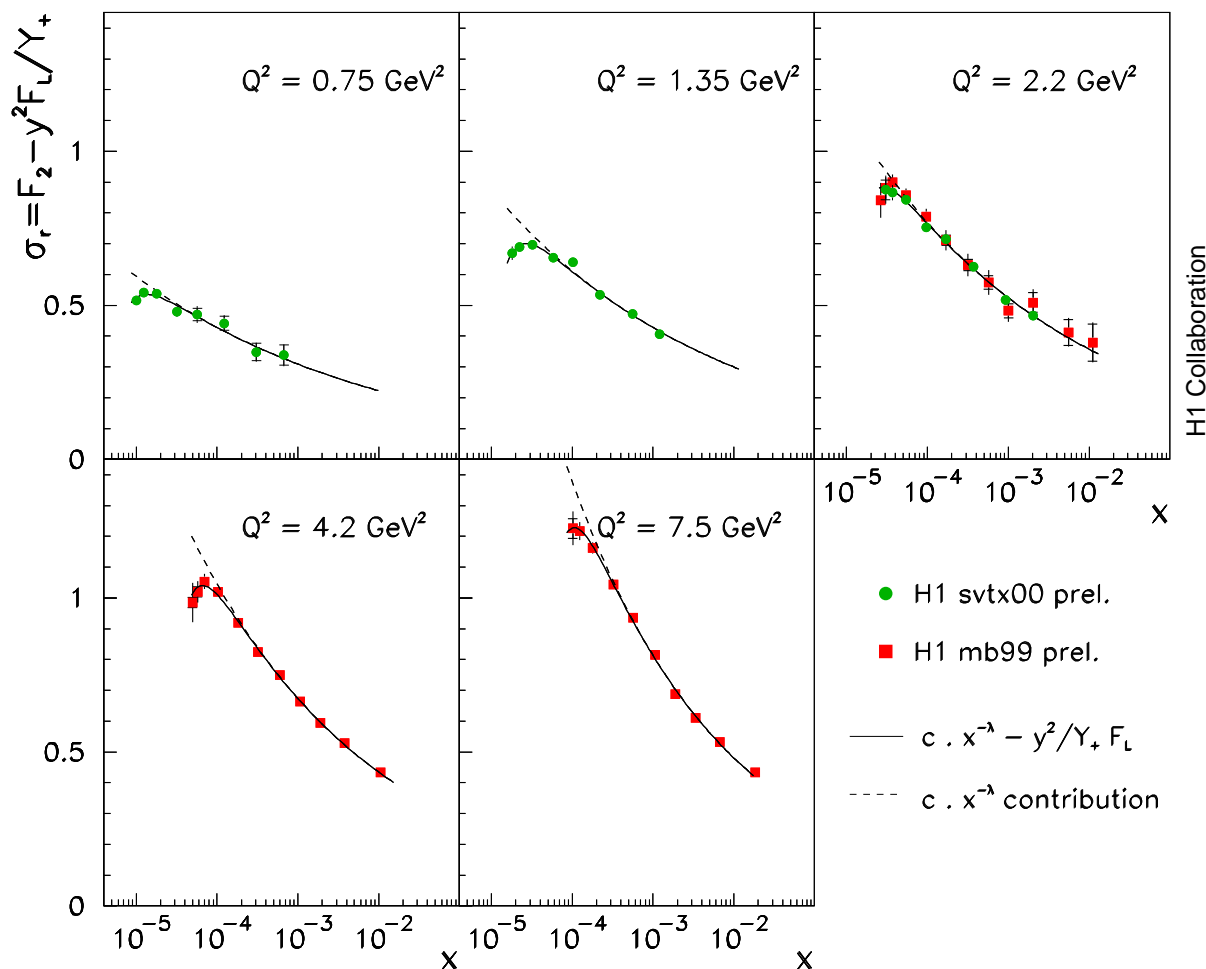 σr=F2−y²FL/Y+
Q² = 0.75 GeV²
Q² = 1.35 GeV²
Q² = 2.2 GeV²
1
0.5
0
10⁻⁵ 10⁻⁴ 10⁻³ 10⁻²
x
H1 Collaboration
Q² = 4.2 GeV²
Q² = 7.5 GeV²
1
0.5
0
10⁻⁵ 10⁻⁴ 10⁻³ 10⁻²
x
10⁻⁵ 10⁻⁴ 10⁻³ 10⁻²
x
H1 svtx00 prel.
H1 mb99 prel.
c . x⁻λ − y²/Y+ FL
c . x⁻λ contribution